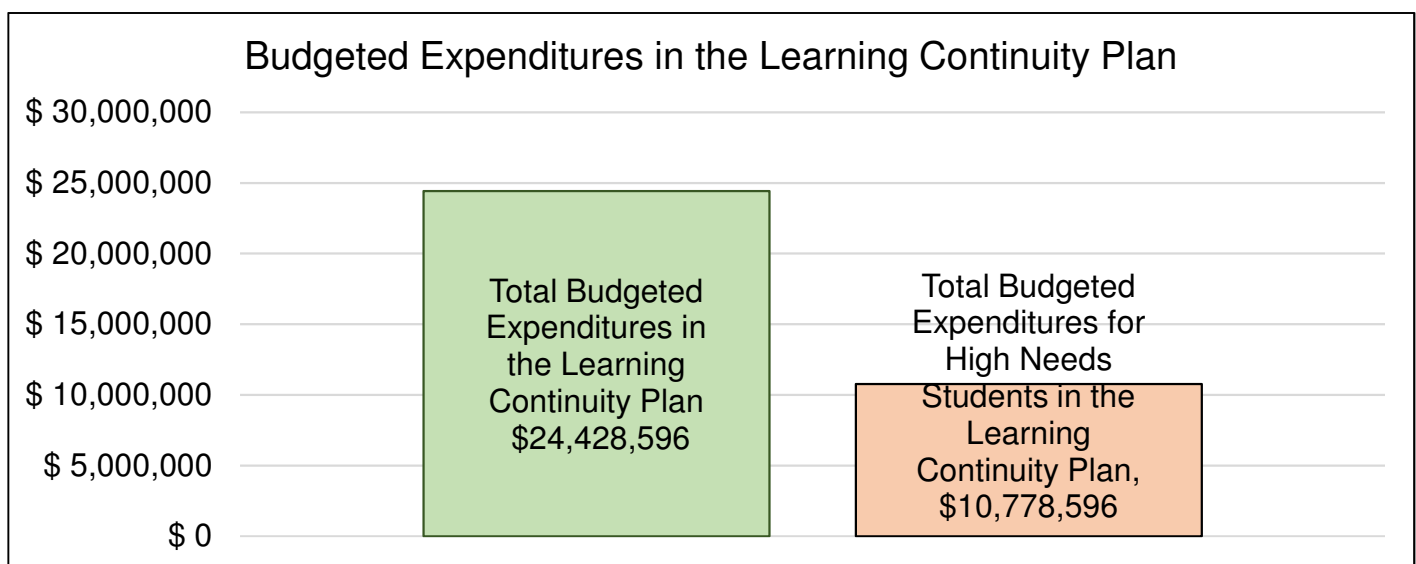 Budgeted Expenditures in the Learning Continuity Plan
$ 30,000,000
$ 25,000,000
$ 20,000,000
$ 15,000,000
$ 10,000,000
$ 5,000,000
$ 0
Total Budgeted
Expenditures in
the Learning
Continuity Plan
$24,428,596
Total Budgeted
Expenditures for
High Needs
Students in the
Learning
Continuity Plan,
$10,778,596